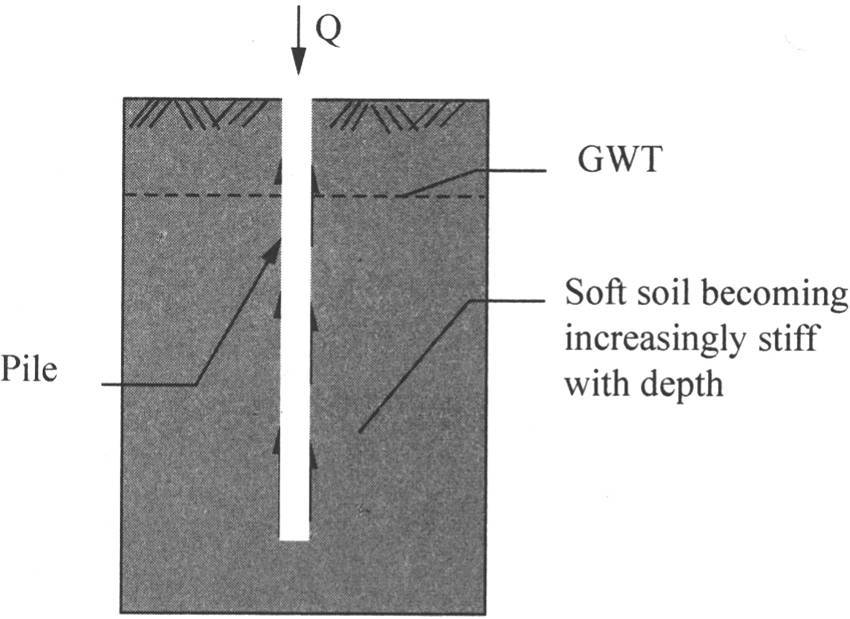 Q
GWT
Soft soil becoming
increasingly stiff
with depth
Pile